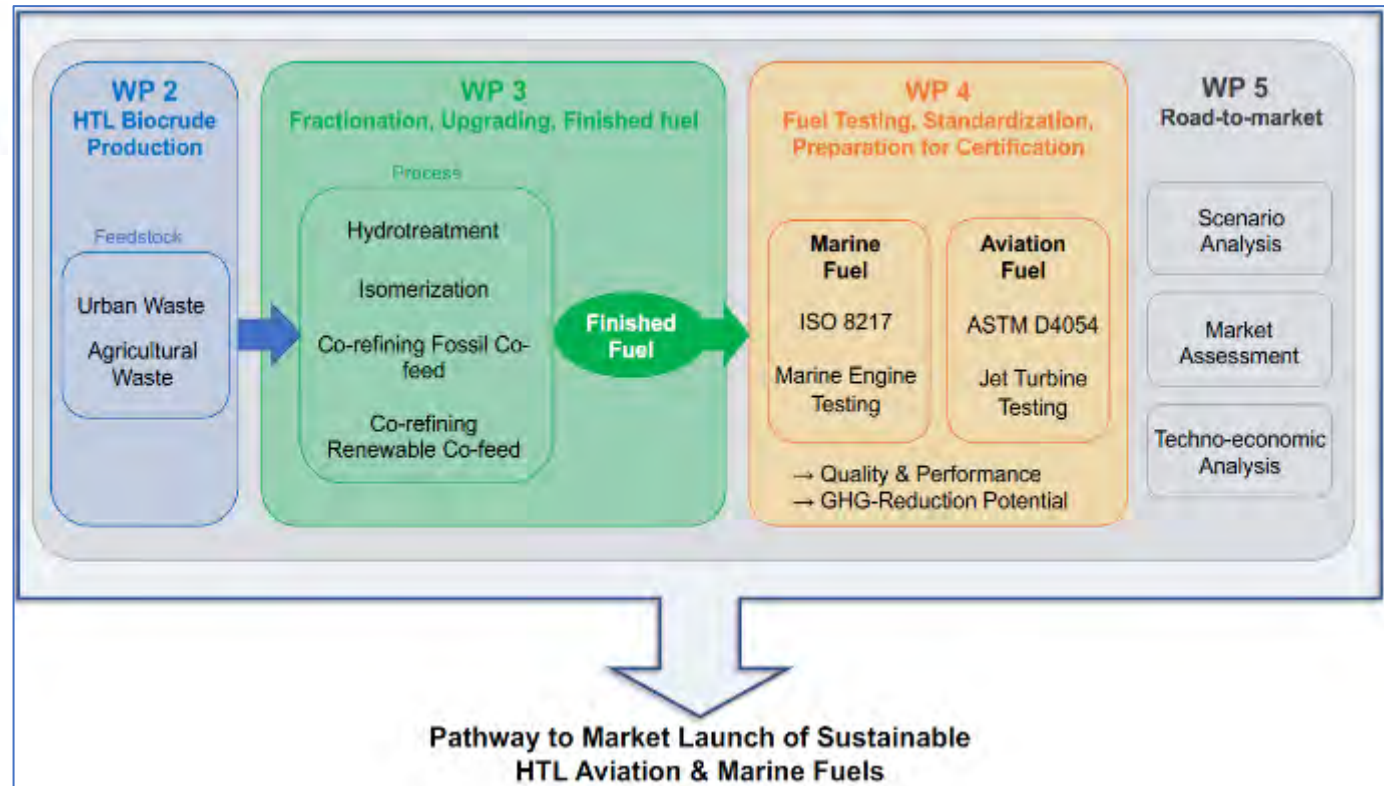 WP 2
HTL Biocrude
Production
Feedstock
Urban Waste
Agricultural
Waste
WP 3
Fractionation, Upgrading, Finished fuel
Process
Hydrotreatment
Isomerization
Co-refining Fossil Co-
feed
Co-refining
Renewable Co-feed
Finished
Fuel
WP 4
Fuel Testing, Standardization,
Preparation for Certification
Marine
Fuel
ISO 8217
Marine Engine
Testing
Aviation
Fuel
ASTM D4054
Jet Turbine
Testing
→ Quality & Performance
→ GHG-Reduction Potential
WP 5
Road-to-market
Scenario
Analysis
Market
Assessment
Techno-economic
Analysis
Pathway to Market Launch of Sustainable
HTL Aviation & Marine Fuels